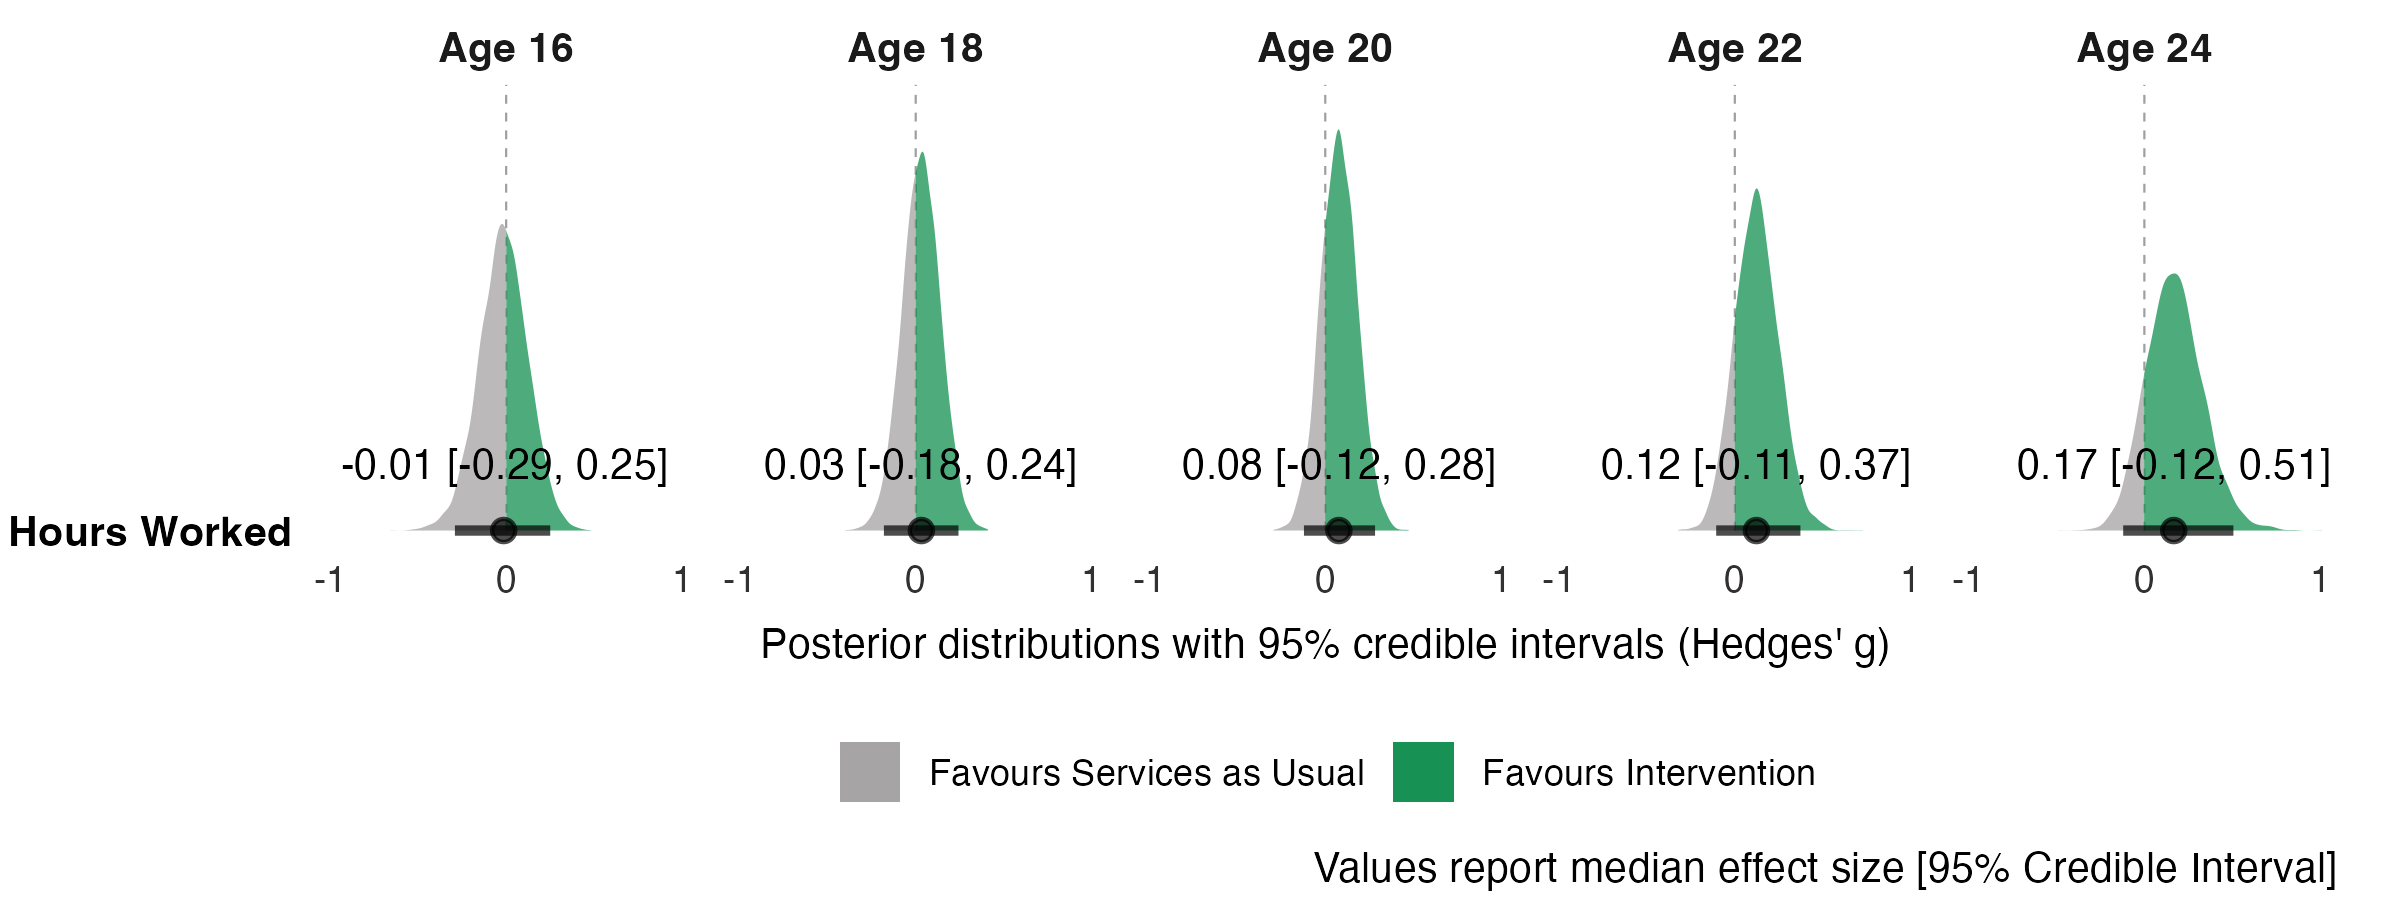 Age 16 Age 18 Age 20 Age 22 Age 24
-0.01 [-0.29, 0.25] 0.03 [-0.18, 0.24] 0.08 [-0.12, 0.28] 0.12 [-0.11, 0.37] 0.17 [-0.12, 0.51]
Hours Worked
-1 0 1 -1 0 1 -1 0 1 -1 0 1 -1 0 1
Posterior distributions with 95% credible intervals (Hedges' g)
Favours Services as Usual Favours Intervention
Values report median effect size [95% Credible Interval]